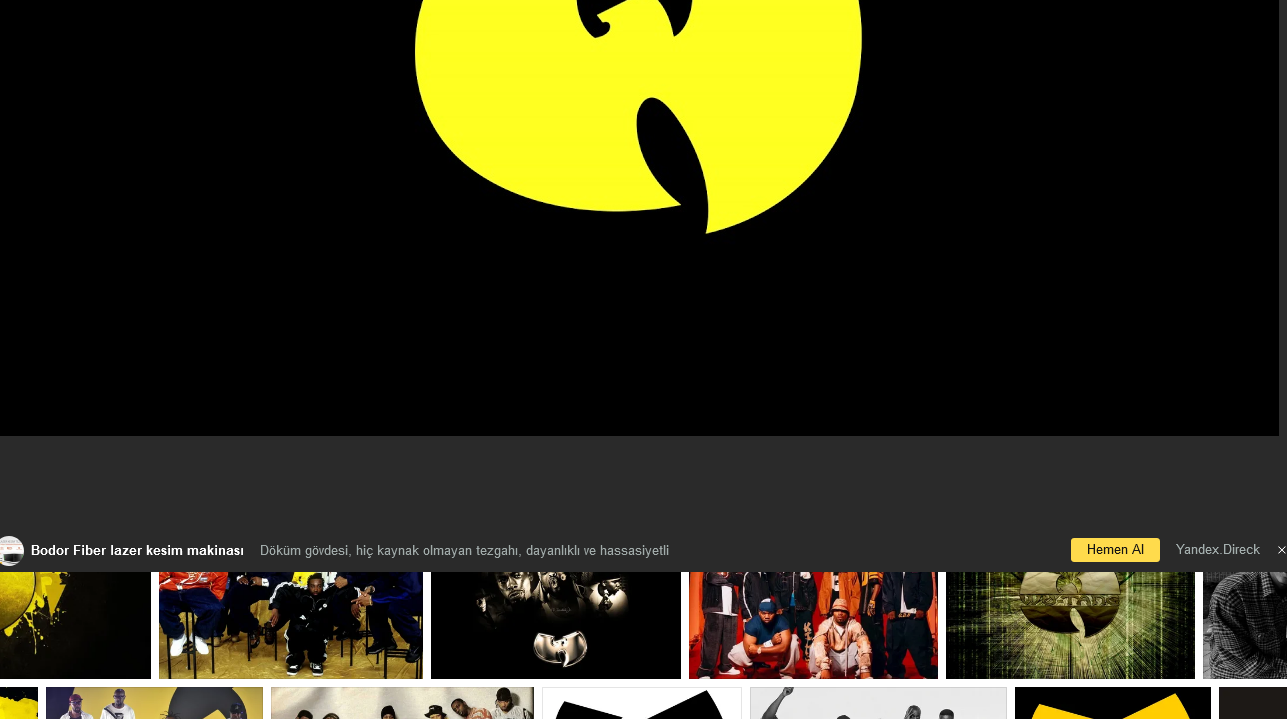 Bodor Fiber lazer kesim makinası
Döküm gövdesi, hiç kaynak olmayan tezgahı, dayanıklı ve hassasiyetli
Hemen Al
Yandex.Direck